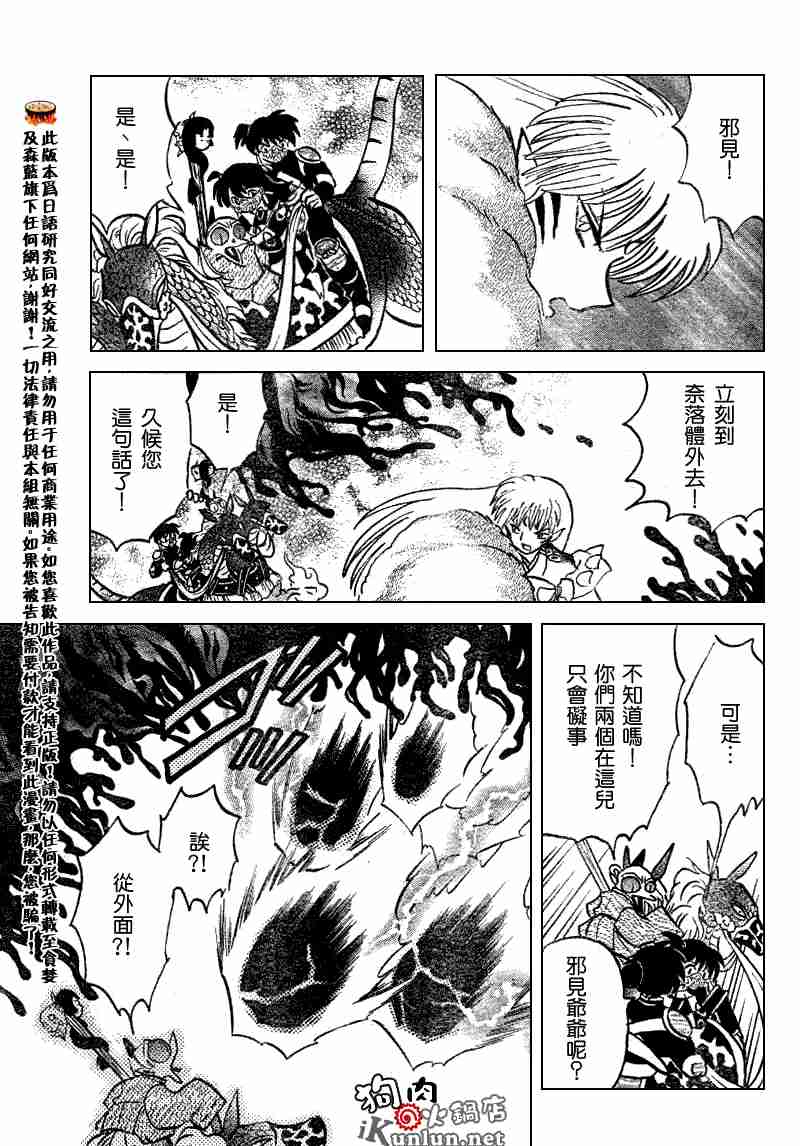 邪見！
是、是！
立刻到
奈落體外去！
是！
久候您
這句話了！
可是…
不知道嗎！
你們兩個在這兒
只會礙事
邪見爺爺呢？
誒?!
從外面?!
此版本爲日語研究同好交流之用，請勿用于任何商業用途。如您喜歡此作品，請支持正版！請勿以任何形式轉載至貪婪
及森藍旗下任何網站，謝謝！一切法律責任與本組無關。如果您被告知需要付款才能看到此漫畫，那麼，您被騙了！
狗肉
火鍋店
iKunlun.net